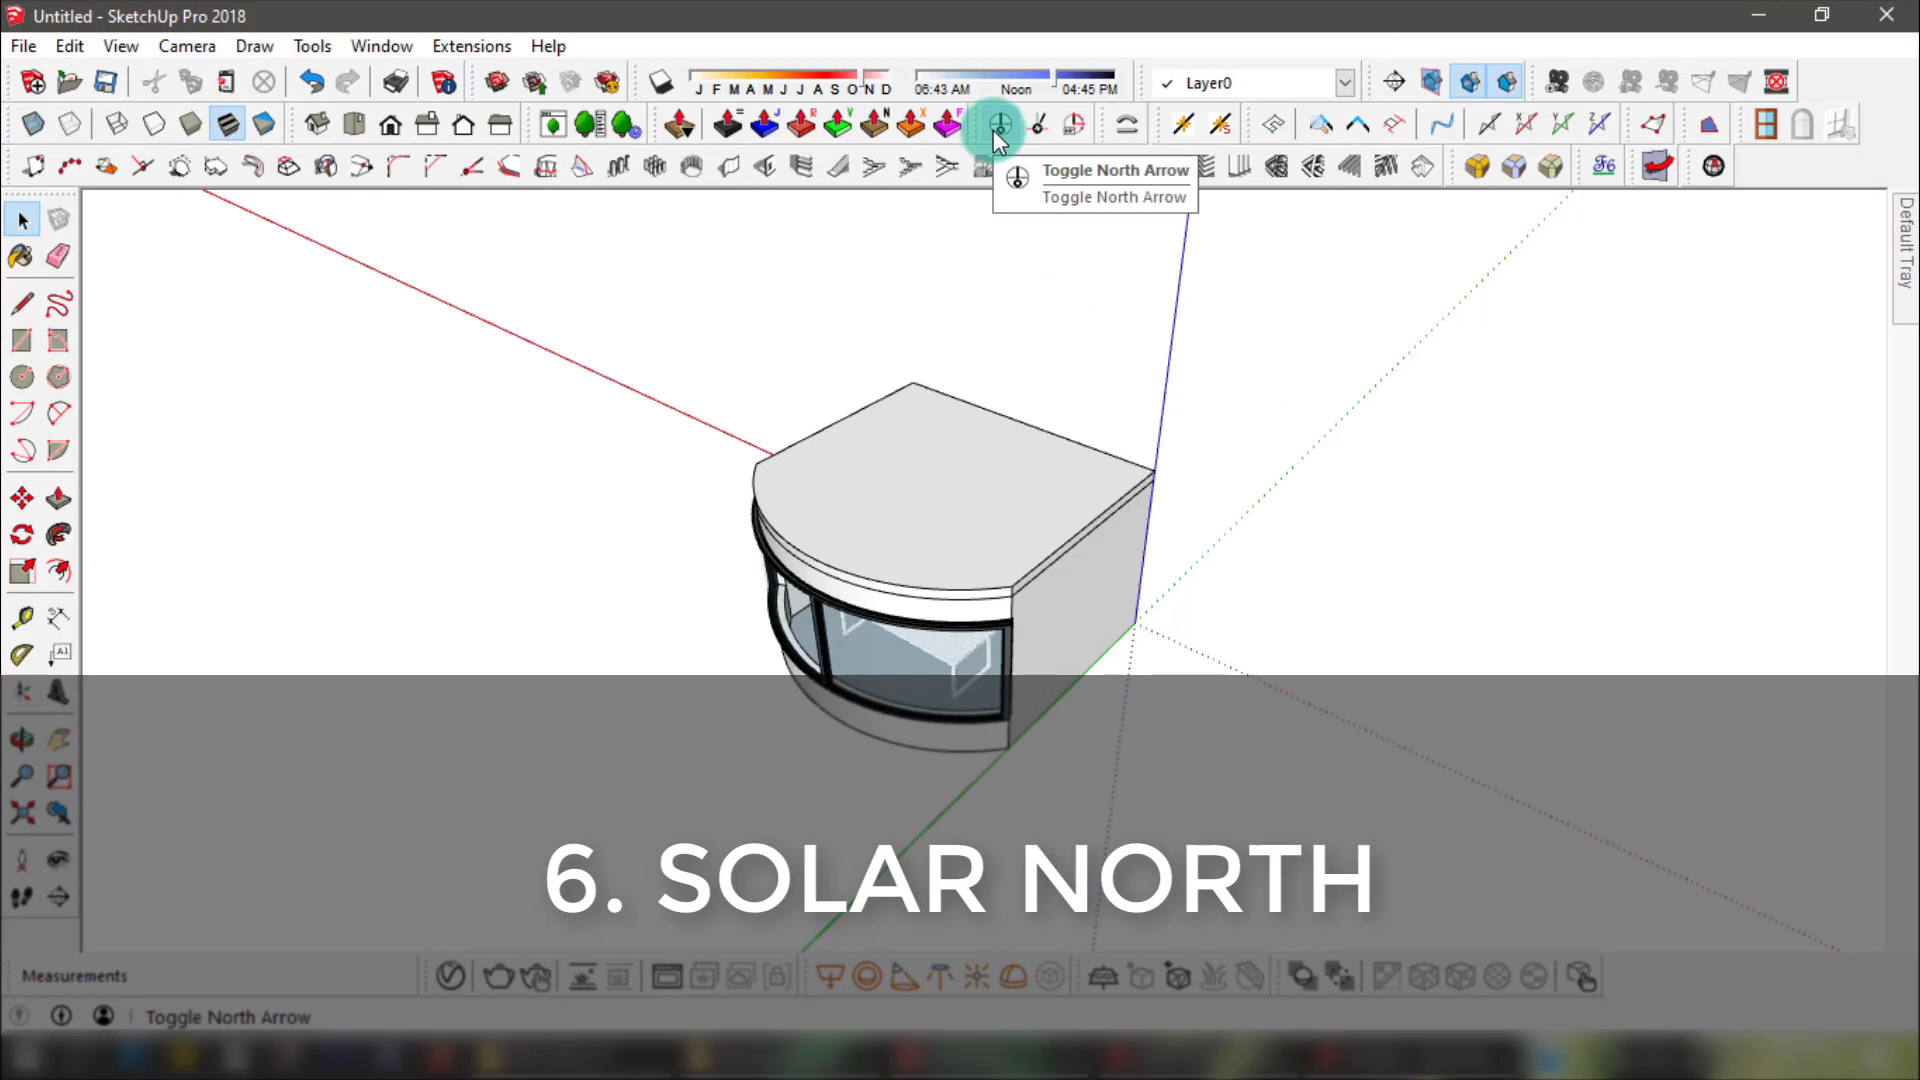 Untitled - SketchUp Pro 2018
File Edit View Camera Draw Tools Window Extensions Help
J F M A M J J A S O N D 06:43 AM Noon 04:45 PM Layer0
= J R V N X F
Toggle North Arrow
Toggle North Arrow
Default Tray
A1
6. SOLAR NORTH
Measurements
Toggle North Arrow